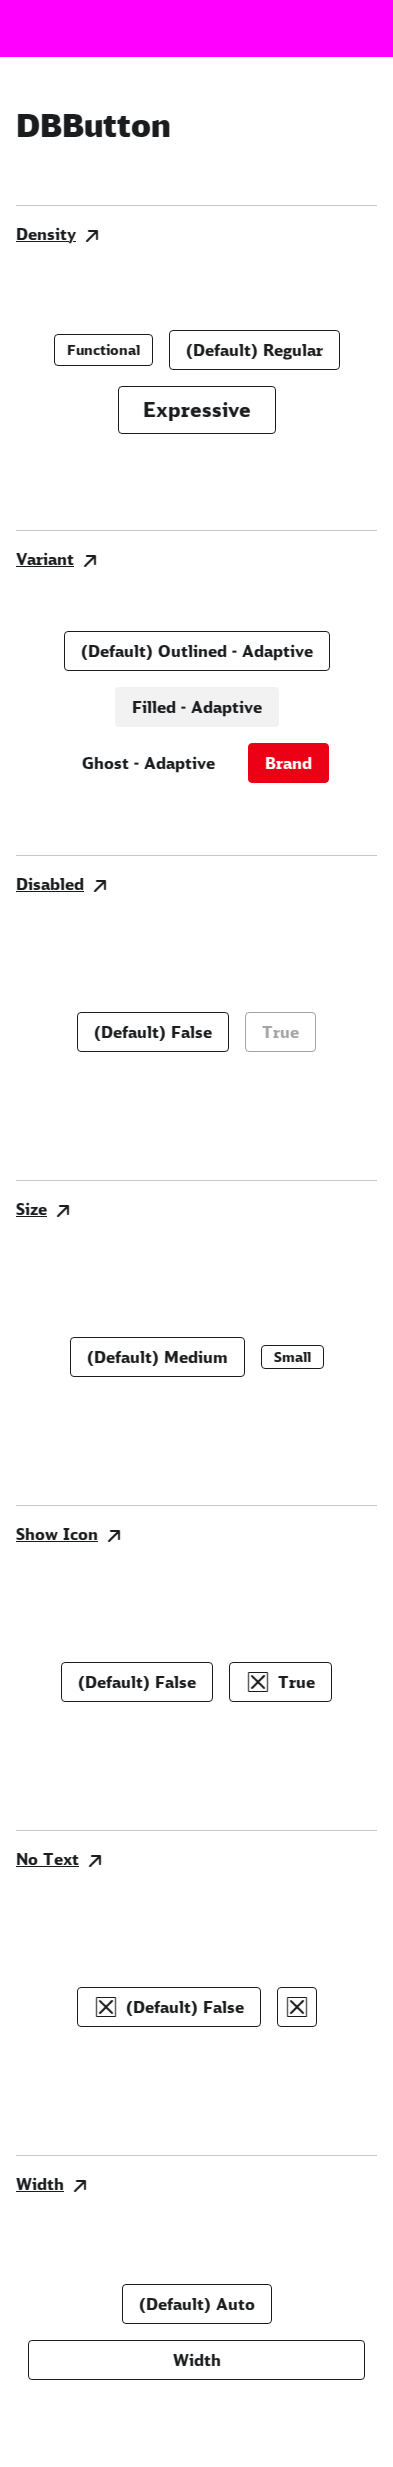 DBButton
Density
Functional
(Default) Regular
Expressive
Variant
(Default) Outlined - Adaptive
Filled - Adaptive
Ghost - Adaptive
Brand
Disabled
(Default) False
True
Size
(Default) Medium
Small
Show Icon
(Default) False
True
No Text
(Default) False
Width
(Default) Auto
Width